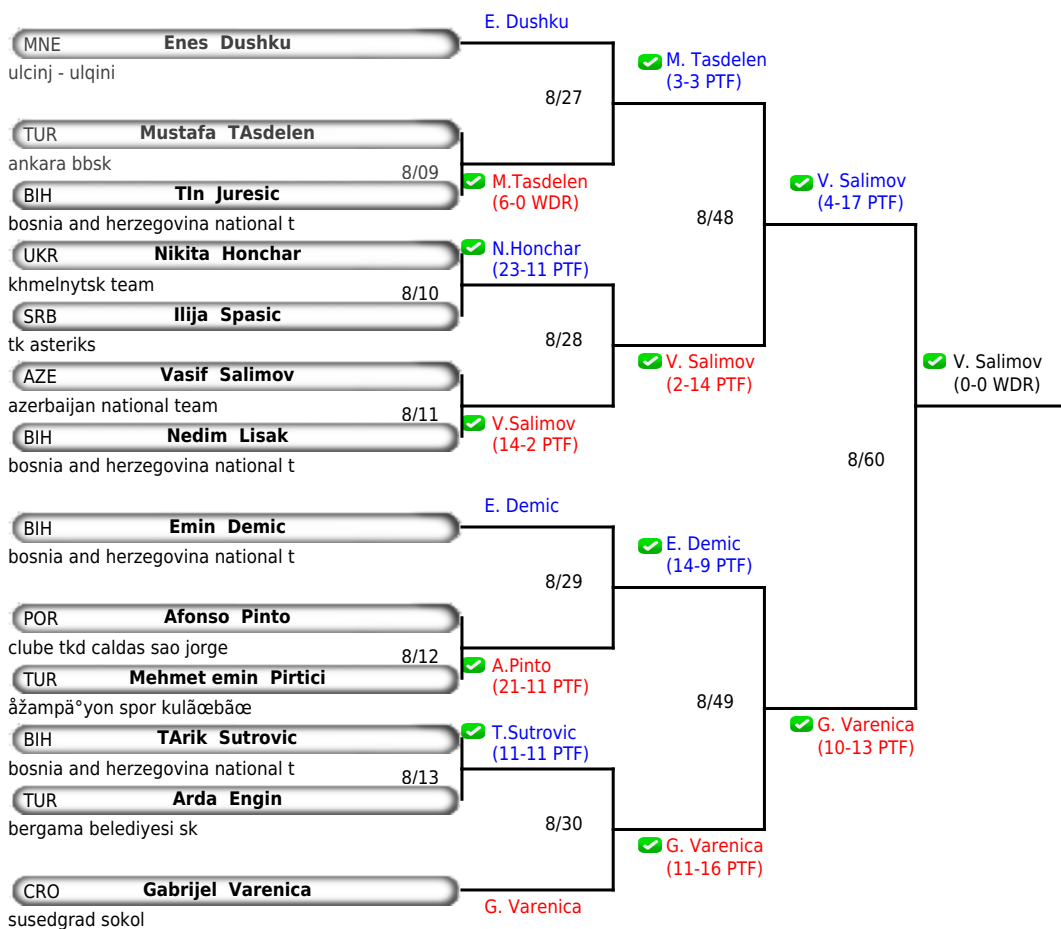 E. Dushku
MNE Enes Dushku
ulcinj - ulqini
M. Tasdelen
(3-3 PTF)
8/27
TUR Mustafa TAsdelen
ankara bbsk
8/09
M.Tasdelen
(6-0 WDR)
BIH TIn Juresic
bosnia and herzegovina national t
V. Salimov
(4-17 PTF)
8/48
UKR Nikita Honchar
khmelnytsk team
N.Honchar
(23-11 PTF)
8/10
SRB Ilija Spasic
tk asteriks
8/28
V. Salimov
(2-14 PTF)
V. Salimov
(0-0 WDR)
AZE Vasif Salimov
azerbaijan national team
8/11
V.Salimov
(14-2 PTF)
BIH Nedim Lisak
bosnia and herzegovina national t
8/60
E. Demic
BIH Emin Demic
bosnia and herzegovina national t
E. Demic
(14-9 PTF)
8/29
POR Afonso Pinto
clube tkd caldas sao jorge
8/12
A.Pinto
(21-11 PTF)
TUR Mehmet emin Pirtici
åžampä°yon spor kulãœbãœ
8/49
G. Varenica
(10-13 PTF)
BIH TArik Sutrovic
bosnia and herzegovina national t
T.Sutrovic
(11-11 PTF)
8/13
TUR Arda Engin
bergama belediyesi sk
8/30
G. Varenica
(11-16 PTF)
CRO Gabrijel Varenica
susedgrad sokol
G. Varenica